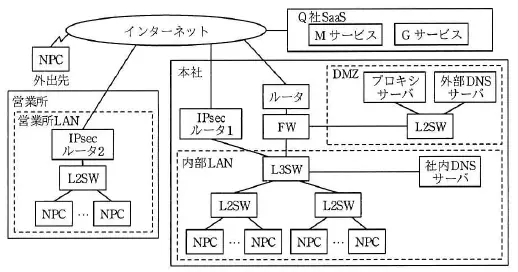 インターネット
Q社SaaS
Mサービス
Gサービス
NPC
外出先
本社
DMZ
プロキシ
サーバ
外部DNS
サーバ
ルータ
営業所
営業所LAN
IPsec
ルータ1
FW
L2SW
IPsec
ルータ2
内部LAN
L3SW
社内DNS
サーバ
L2SW
L2SW
L2SW
NPC
…
NPC
NPC
…
NPC
NPC
…
NPC